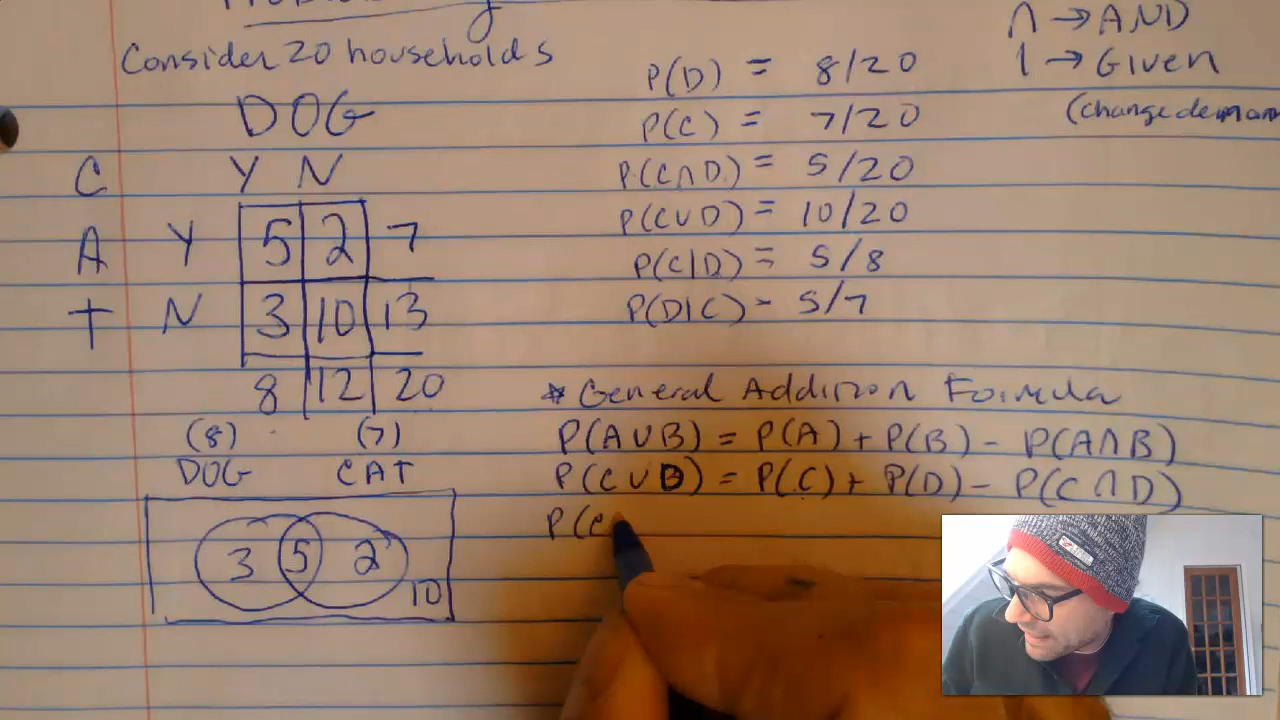 Consider 20 households
DOG
C Y N
A Y 5 2 7
T N 3 10 13
8 12 20
(8) (7)
DOG CAT
3 5 2 10
∩ → AND
| → Given
P(D) = 8/20
P(C) = 7/20
P(C∩D) = 5/20
P(C∪D) = 10/20
P(C|D) = 5/8
P(D|C) - 5/7
* General Addition Formula
P(A∪B) = P(A) + P(B) - P(A∩B)
P(C∪D) = P(C) + P(D) - P(C∩D)
P(C